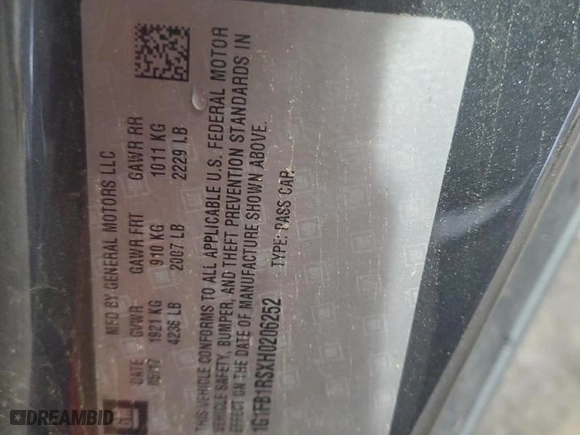 MFD BY GENERAL MOTORS LLC
DATE GVWR GAWR FRT GAWR RR
05/17 1921 KG 910 KG 1011 KG
4236 LB 2007 LB 2229 LB
THIS VEHICLE CONFORMS TO ALL APPLICABLE U.S. FEDERAL MOTOR
VEHICLE SAFETY, BUMPER, AND THEFT PREVENTION STANDARDS IN
EFFECT ON THE DATE OF MANUFACTURE SHOWN ABOVE.
1G1FB1RSXH0206252 TYPE: PASS CAR
DREAMBID